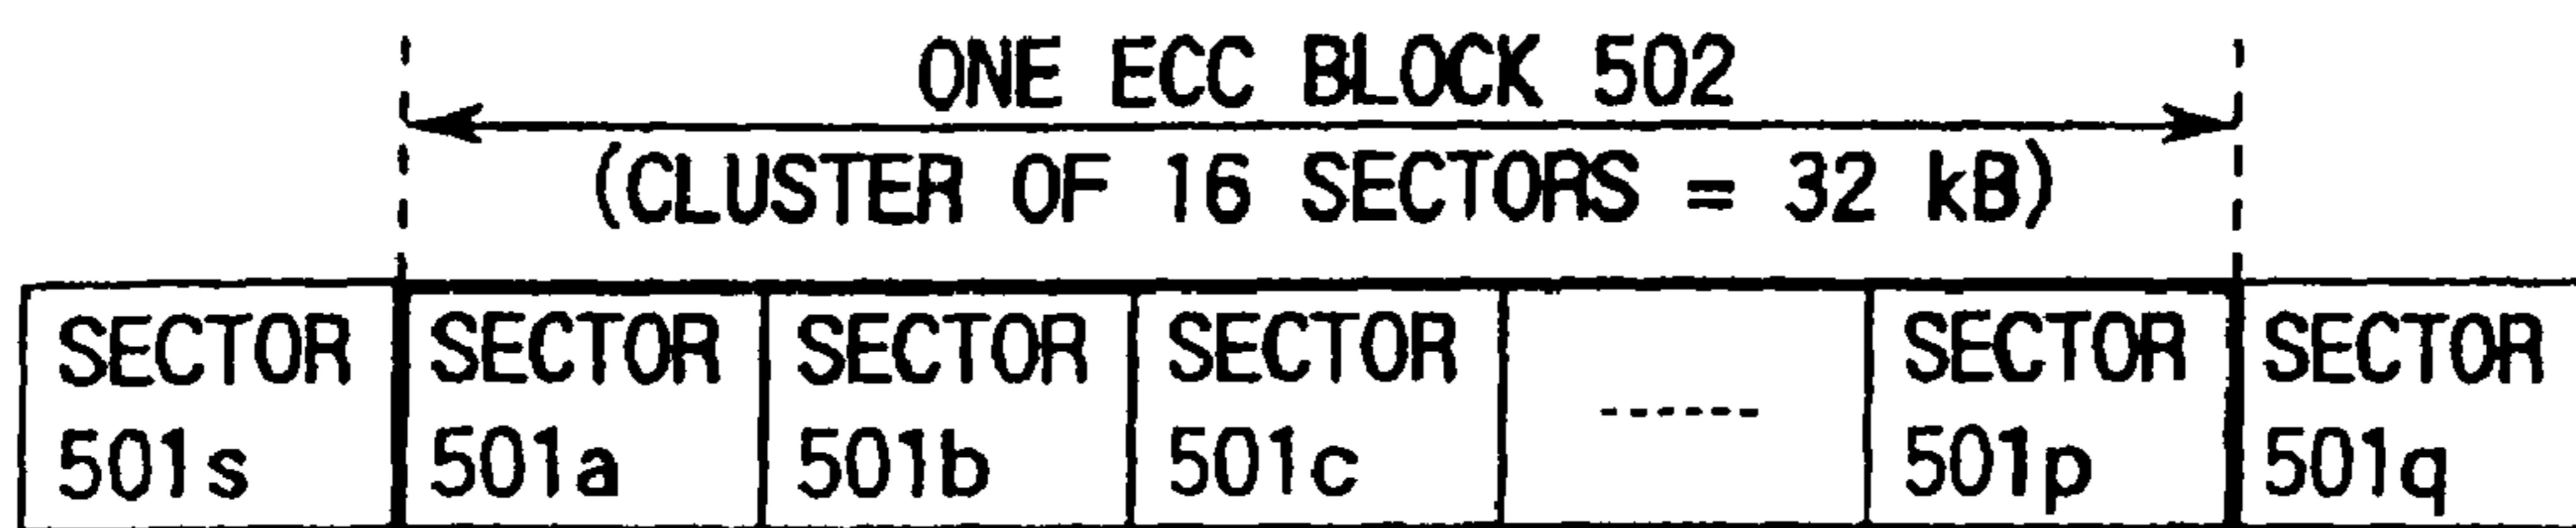 ONE ECC BLOCK 502
(CLUSTER OF 16 SECTORS = 32 kB)
SECTOR SECTOR SECTOR SECTOR SECTOR SECTOR
501s 501a 501b 501c ------ 501p 501q